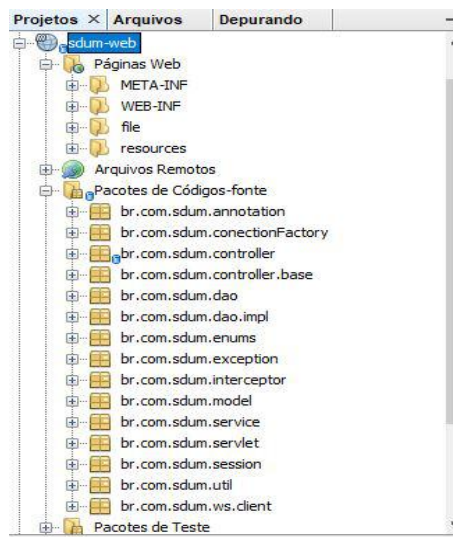 Projetos × Arquivos Depurando
sdum-web
Páginas Web
META-INF
WEB-INF
file
resources
Arquivos Remotos
Pacotes de Códigos-fonte
br.com.sdum.annotation
br.com.sdum.conectionFactory
br.com.sdum.controller
br.com.sdum.controller.base
br.com.sdum.dao
br.com.sdum.dao.impl
br.com.sdum.enums
br.com.sdum.exception
br.com.sdum.interceptor
br.com.sdum.model
br.com.sdum.service
br.com.sdum.servlet
br.com.sdum.session
br.com.sdum.util
br.com.sdum.ws.client
Pacotes de Teste